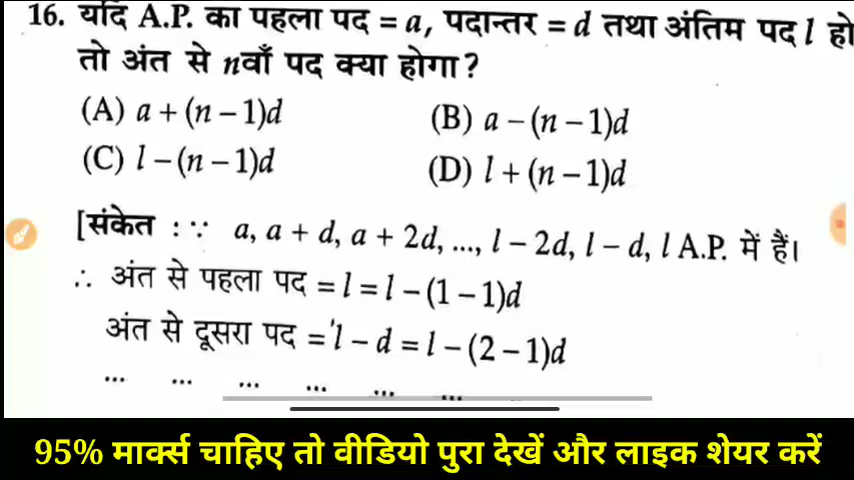 16. यदि A.P. का पहला पद = a, पदान्तर = d तथा अंतिम पद l हो
तो अंत से nवाँ पद क्या होगा ?
(A) a + (n – 1)d (B) a – (n – 1)d
(C) l – (n – 1)d (D) l + (n – 1)d
[संकेत : ∵ a, a + d, a + 2d, ..., l – 2d, l – d, l A.P. में हैं।
∴ अंत से पहला पद = l = l – (1 – 1)d
अंत से दूसरा पद = l – d = l – (2 – 1)d
... ... ... ... ... ...
95% मार्क्स चाहिए तो वीडियो पुरा देखें और लाइक शेयर करें